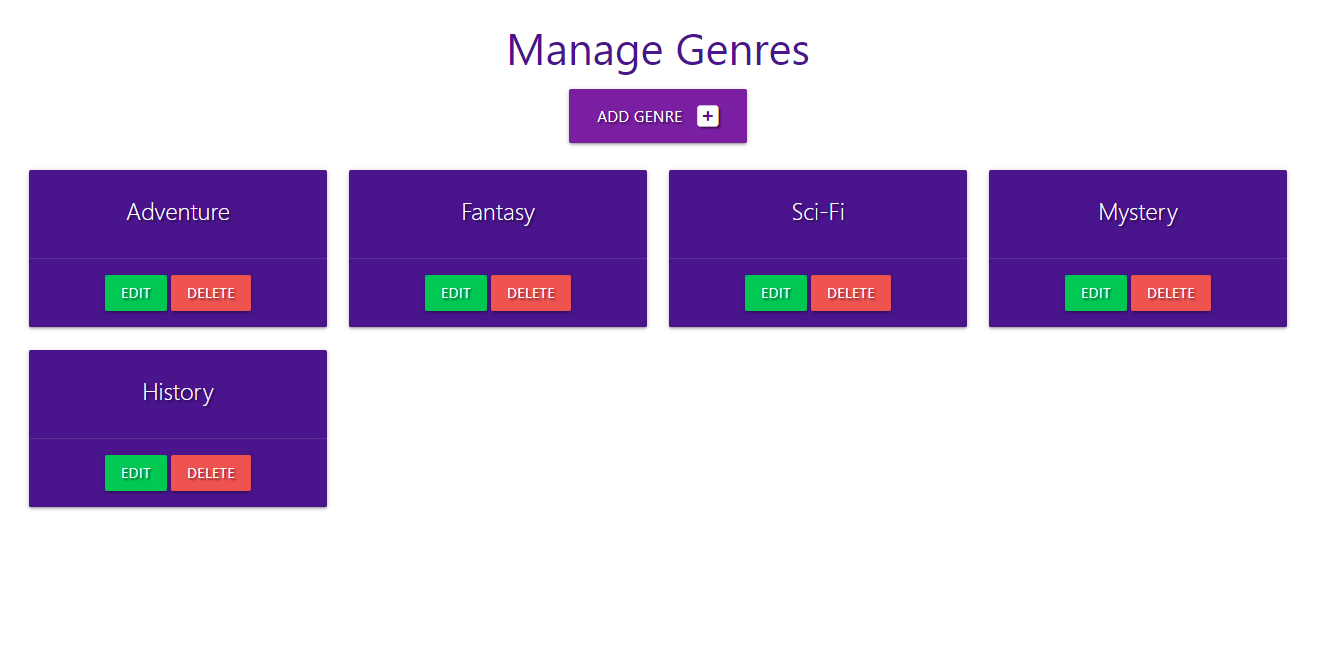 Manage Genres
ADD GENRE
Adventure
Fantasy
Sci-Fi
Mystery
EDIT DELETE
EDIT DELETE
EDIT DELETE
EDIT DELETE
History
EDIT DELETE